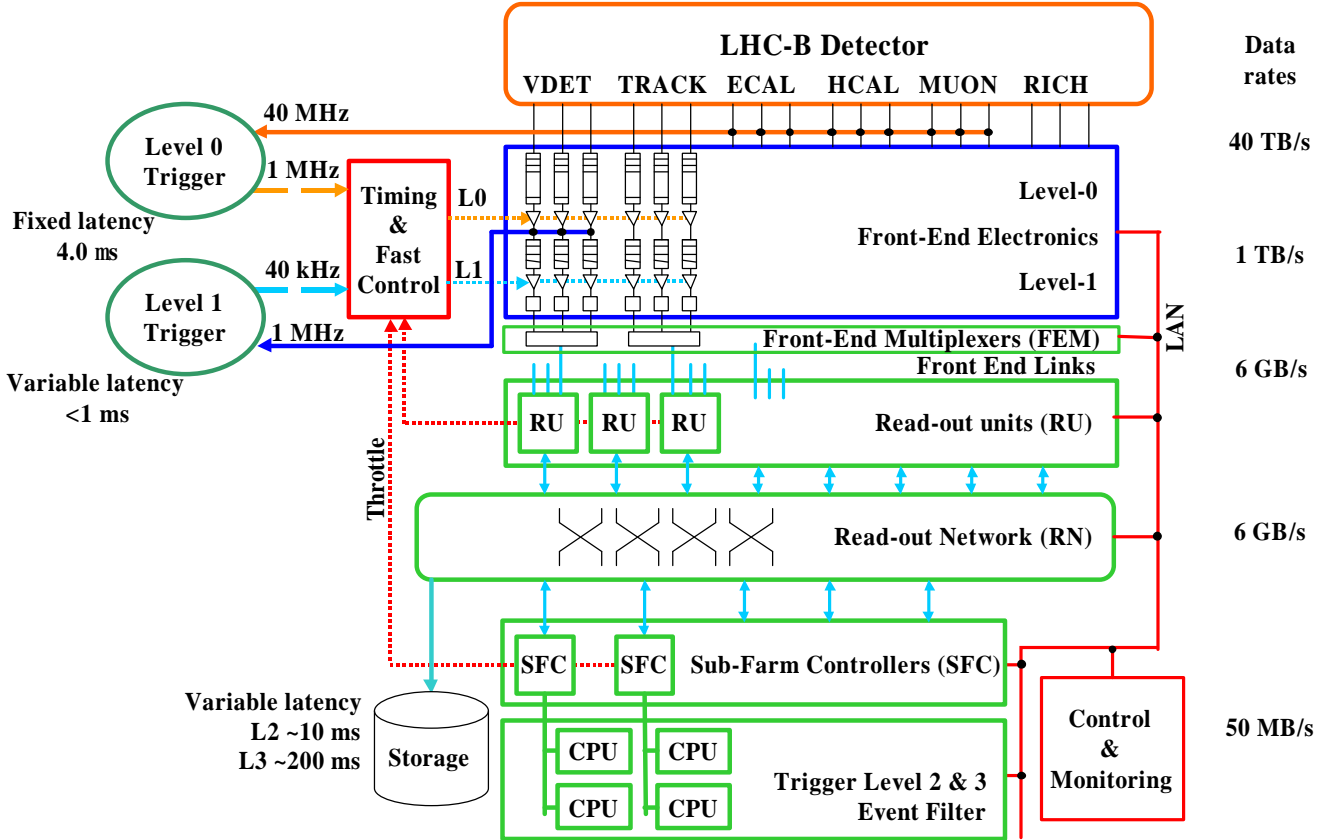 LHC-B Detector
Data
rates
VDET TRACK ECAL HCAL MUON RICH
40 MHz
40 TB/s
Level 0
Trigger
1 MHz
Timing
&
Fast
Control
L0
Level-0
Front-End Electronics
Level-1
Fixed latency
4.0 ms
1 TB/s
40 kHz
L1
Level 1
Trigger
1 MHz
LAN
Front-End Multiplexers (FEM)
Front End Links
6 GB/s
Variable latency
<1 ms
RU RU RU
Read-out units (RU)
Throttle
Read-out Network (RN)
6 GB/s
SFC SFC
Sub-Farm Controllers (SFC)
Variable latency
L2 ~10 ms
L3 ~200 ms
Storage
Control
&
Monitoring
50 MB/s
CPU CPU
CPU CPU
Trigger Level 2 & 3
Event Filter